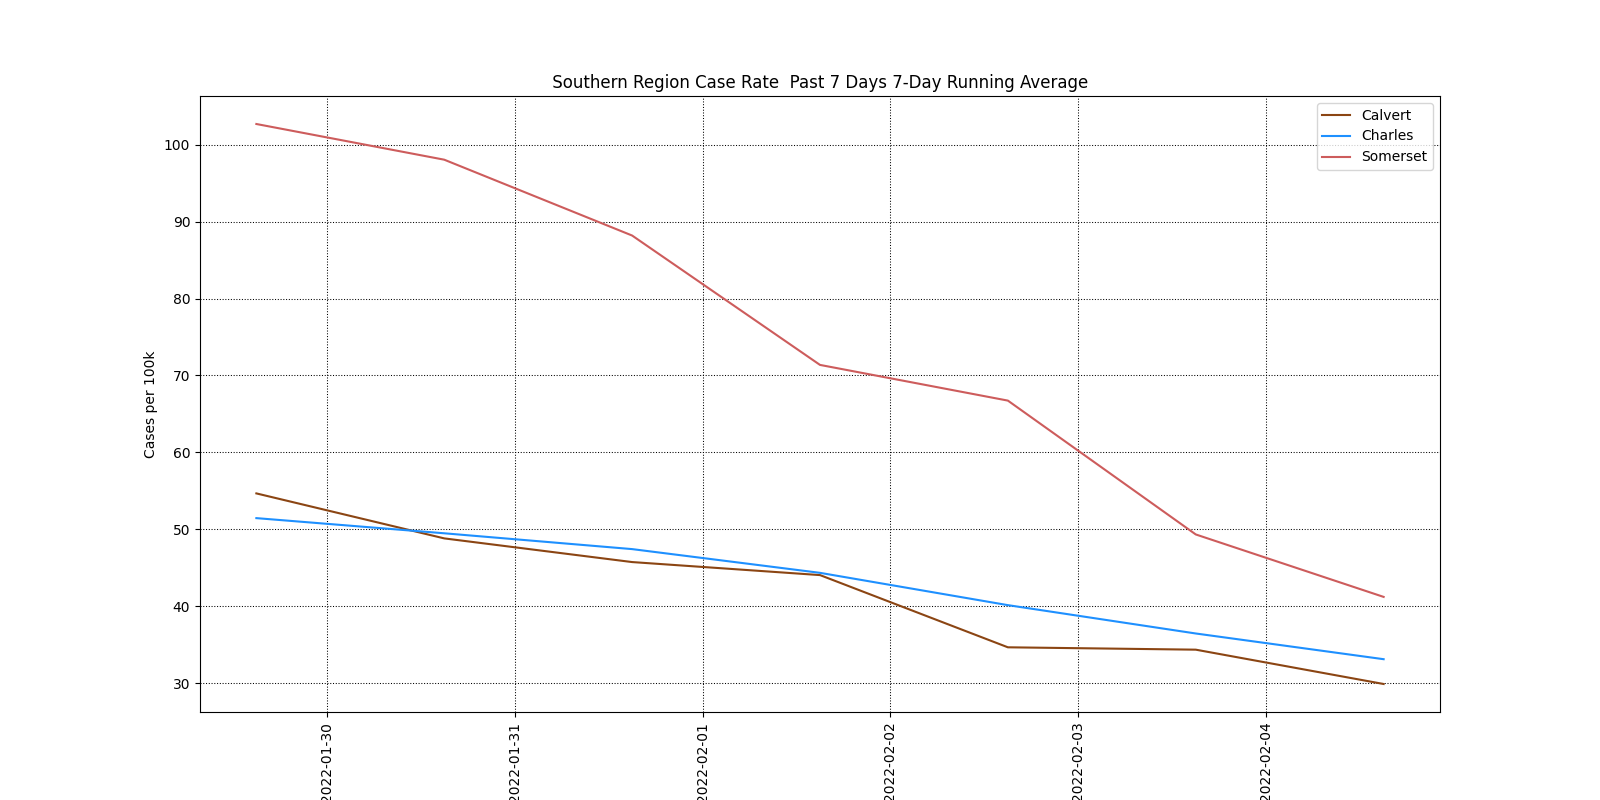 Southern Region Case Rate  Past 7 Days 7-Day Running Average
Calvert
Charles
Somerset
Cases per 100k
100
90
80
70
60
50
40
30
2022-01-30
2022-01-31
2022-02-01
2022-02-02
2022-02-03
2022-02-04